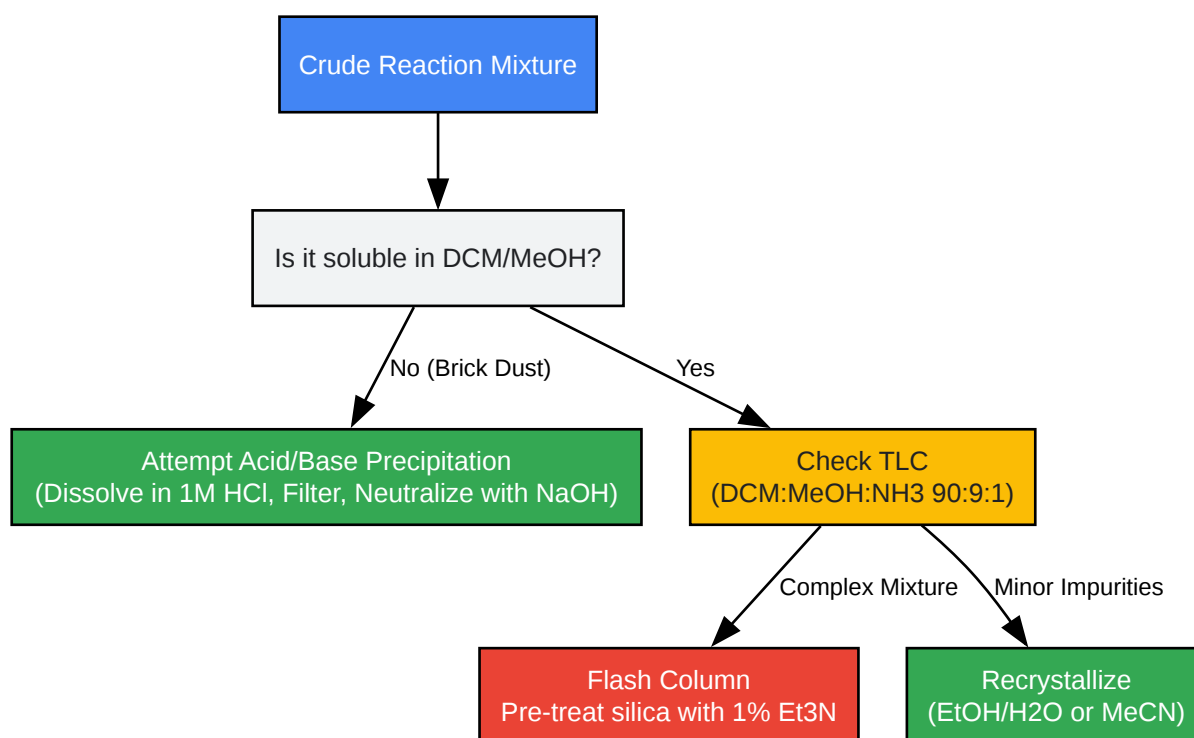 Crude Reaction Mixture
Is it soluble in DCM/MeOH?
No (Brick Dust)
Yes
Attempt Acid/Base Precipitation
(Dissolve in 1M HCl, Filter, Neutralize with NaOH)
Check TLC
(DCM:MeOH:NH3 90:9:1)
Complex Mixture
Minor Impurities
Flash Column
Pre-treat silica with 1% Et3N
Recrystallize
(EtOH/H2O or MeCN)